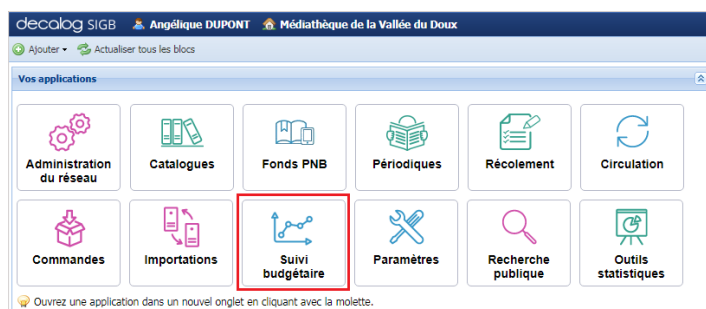 decalog SIGB Angélique DUPONT Médiathèque de la Vallée du Doux
Ajouter Actualiser tous les blocs
Vos applications
Administration du réseau
Catalogues
Fonds PNB
Périodiques
Récolement
Circulation
Commandes
Importations
Suivi budgétaire
Paramètres
Recherche publique
Outils statistiques
Ouvrez une application dans un nouvel onglet en cliquant avec la molette.